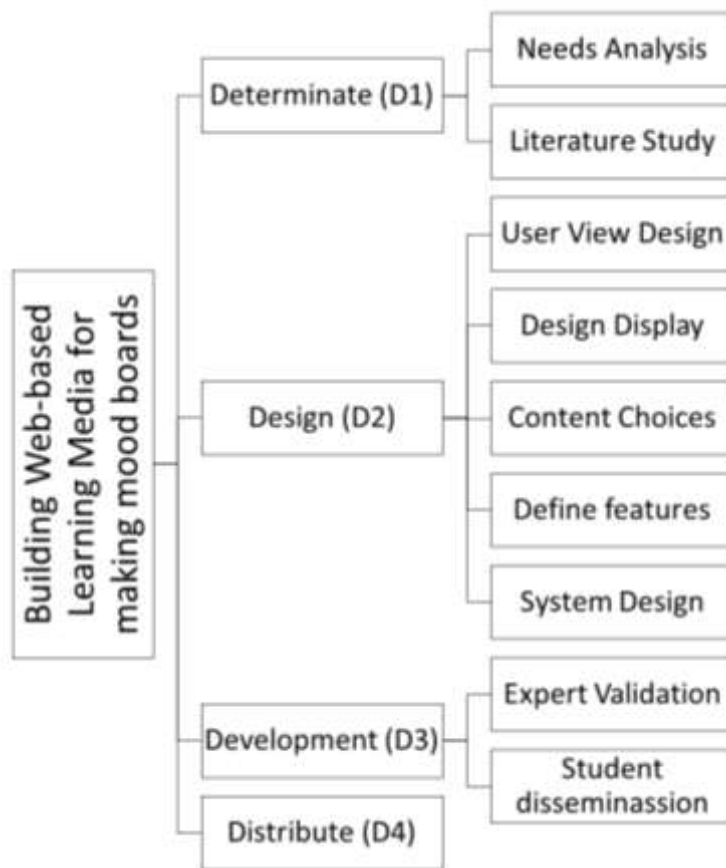 Building Web-based
Learning Media for
making mood boards
Determinate (D1)
Needs Analysis
Literature Study
Design (D2)
User View Design
Design Display
Content Choices
Define features
System Design
Development (D3)
Expert Validation
Student
disseminassion
Distribute (D4)